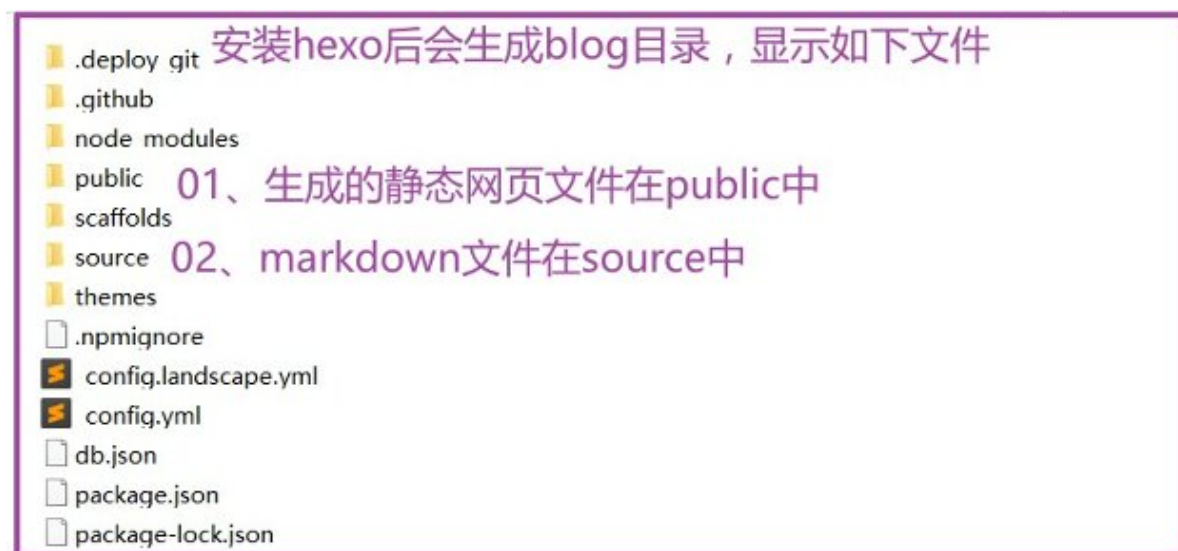 .deploy git 安装hexo后会生成blog目录，显示如下文件
.github
node modules
public 01、生成的静态网页文件在public中
scaffolds
source 02、markdown文件在source中
themes
.npmignore
config.landscape.yml
config.yml
db.json
package.json
package-lock.json